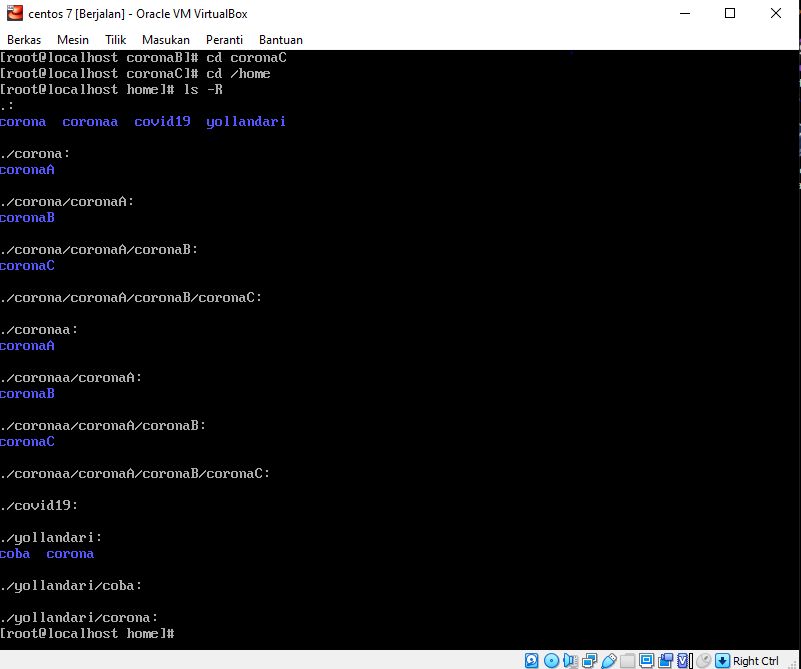 centos 7 [Berjalan] - Oracle VM VirtualBox
Berkas Mesin Tilik Masukan Peranti Bantuan
[root@localhost coronaB]# cd coronaC
[root@localhost coronaC]# cd /home
[root@localhost home]# ls -R
.:
corona  coronaa  covid19  yollandari

./corona:
coronaA

./corona/coronaA:
coronaB

./corona/coronaA/coronaB:
coronaC

./corona/coronaA/coronaB/coronaC:

./coronaa:
coronaA

./coronaa/coronaA:
coronaB

./coronaa/coronaA/coronaB:
coronaC

./coronaa/coronaA/coronaB/coronaC:

./covid19:

./yollandari:
coba  corona

./yollandari/coba:

./yollandari/corona:
[root@localhost home]#
Right Ctrl